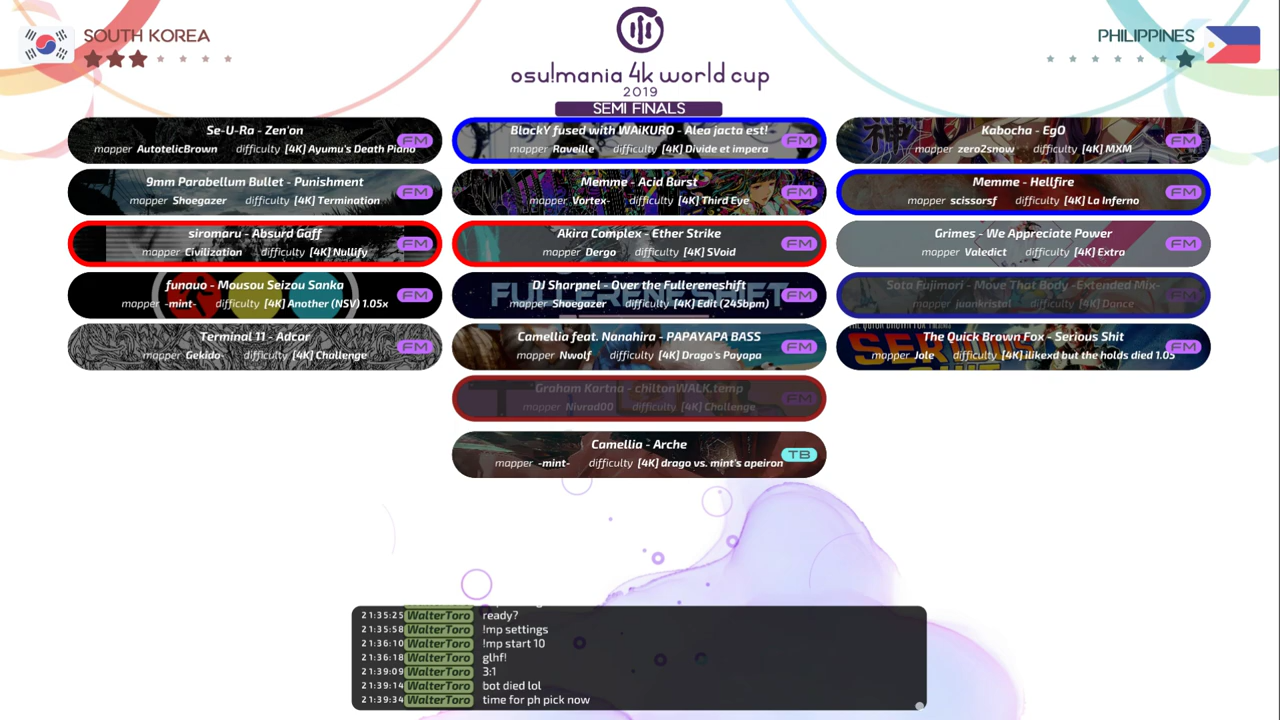 SOUTH KOREA
PHILIPPINES
osu!mania 4k world cup
2019
SEMI FINALS
Se-U-Ra - Zen'on
mapper AutotelicBrown difficulty [4K] Ayumu's Death Piano
FM
BlackY fused with WAiKURO - Alea jacta est!
mapper Raveille difficulty [4K] Divide et impera
FM
Kabocha - EgO
mapper zero2snow difficulty [4K] MXM
FM
9mm Parabellum Bullet - Punishment
mapper Shoegazer difficulty [4K] Termination
FM
Memme - Acid Burst
mapper Vortex- difficulty [4K] Third Eye
FM
Memme - Hellfire
mapper scissorsf difficulty [4K] La Inferno
FM
siromaru - Absurd Gaff
mapper Civilization difficulty [4K] Nullify
FM
Akira Complex - Ether Strike
mapper Dergo difficulty [4K] SVoid
FM
Grimes - We Appreciate Power
mapper Valedict difficulty [4K] Extra
FM
funauo - Mousou Seizou Sanka
mapper -mint- difficulty [4K] Another (NSV) 1.05x
FM
DJ Sharpnel - Over the Fullereneshift
mapper Shoegazer difficulty [4K] Edit (245bpm)
FM
Sota Fujimori - Move That Body -Extended Mix-
mapper juankristal difficulty [4K] Dance
FM
Terminal 11 - Adcar
mapper Gekido- difficulty [4K] Challenge
FM
Camellia feat. Nanahira - PAPAYAPA BASS
mapper Nwolf difficulty [4K] Drago's Payapa
FM
The Quick Brown Fox - Serious Shit
mapper Jole difficulty [4K] ilikexd but the holds died 1.05
FM
Graham Kartna - chiltonWALK.temp
mapper Nivrad00 difficulty [4K] Challenge
FM
Camellia - Arche
mapper -mint- difficulty [4K] drago vs. mint's apeiron
TB
21:35:25 WalterToro ready?
21:35:58 WalterToro !mp settings
21:36:10 WalterToro !mp start 10
21:36:18 WalterToro glhf!
21:39:09 WalterToro 3:1
21:39:14 WalterToro bot died lol
21:39:34 WalterToro time for ph pick now